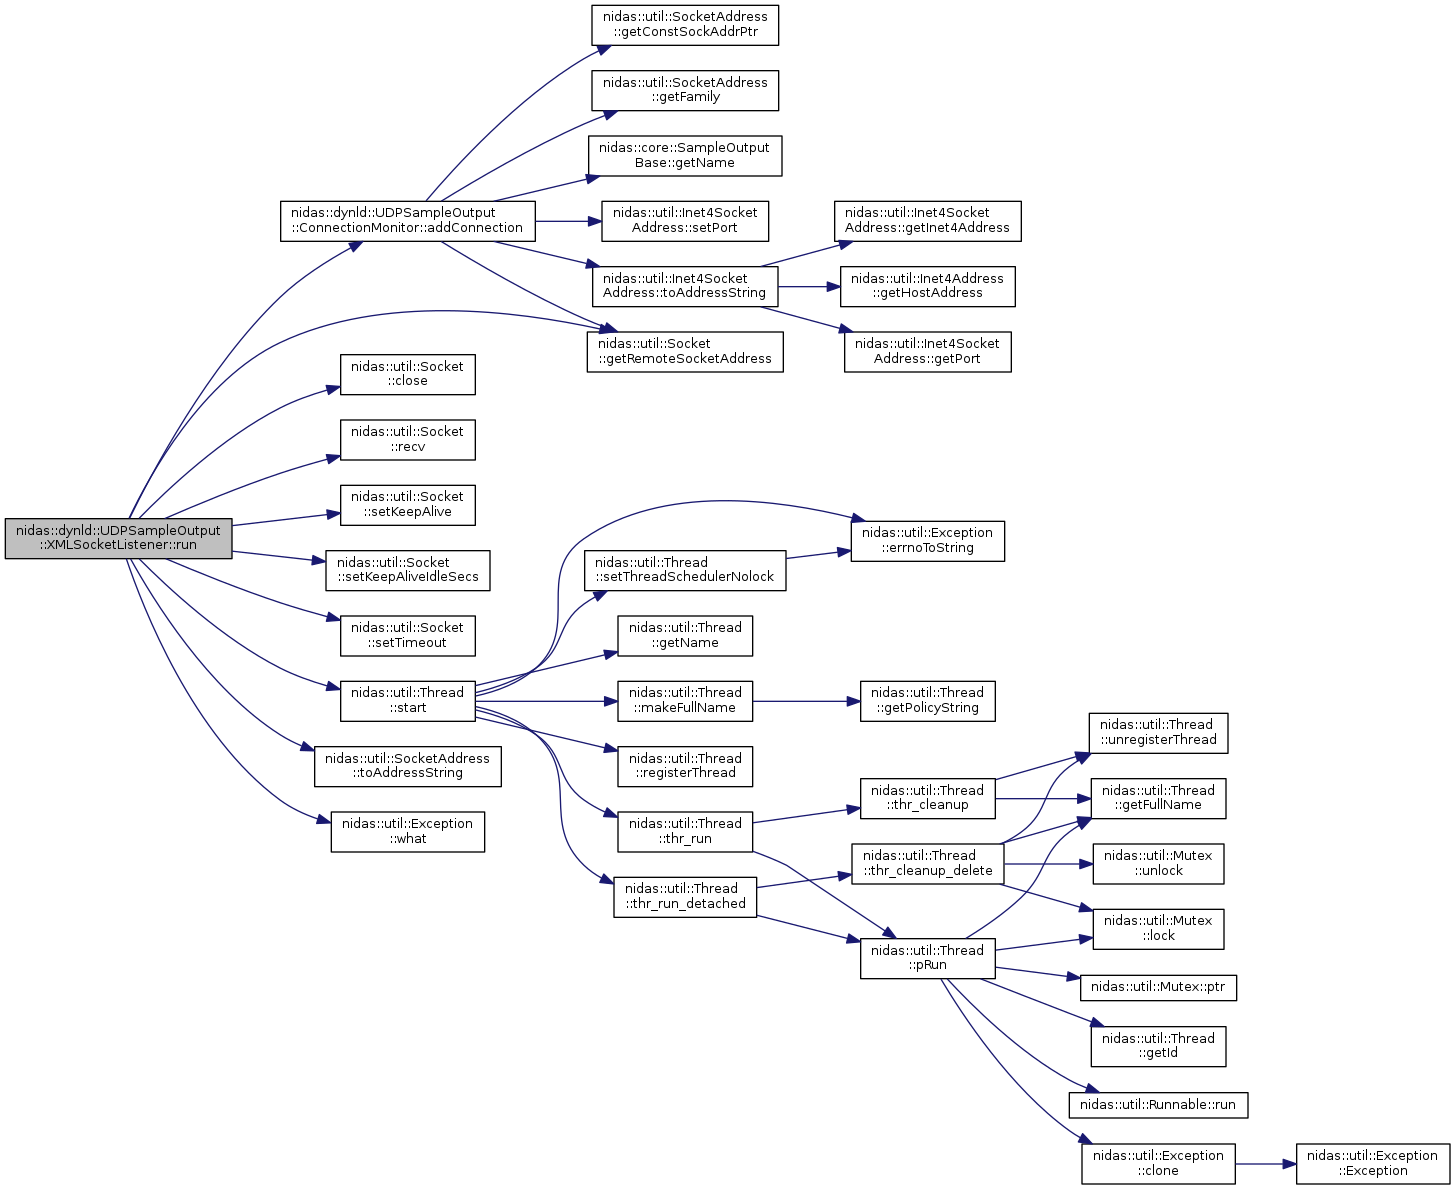 nidas::util::SocketAddress
::getConstSockAddrPtr
nidas::util::SocketAddress
::getFamily
nidas::core::SampleOutput
Base::getName
nidas::dynld::UDPSampleOutput
::ConnectionMonitor::addConnection
nidas::util::Inet4Socket
Address::setPort
nidas::util::Inet4Socket
Address::getInet4Address
nidas::util::Inet4Socket
Address::toAddressString
nidas::util::Inet4Address
::getHostAddress
nidas::util::Socket
::getRemoteSocketAddress
nidas::util::Inet4Socket
Address::getPort
nidas::util::Socket
::close
nidas::util::Socket
::recv
nidas::util::Socket
::setKeepAlive
nidas::dynld::UDPSampleOutput
::XMLSocketListener::run
nidas::util::Exception
::errnoToString
nidas::util::Socket
::setKeepAliveIdleSecs
nidas::util::Thread
::setThreadSchedulerNolock
nidas::util::Socket
::setTimeout
nidas::util::Thread
::getName
nidas::util::Thread
::start
nidas::util::Thread
::makeFullName
nidas::util::Thread
::getPolicyString
nidas::util::Thread
::unregisterThread
nidas::util::SocketAddress
::toAddressString
nidas::util::Thread
::registerThread
nidas::util::Thread
::thr_cleanup
nidas::util::Thread
::getFullName
nidas::util::Exception
::what
nidas::util::Thread
::thr_run
nidas::util::Thread
::thr_cleanup_delete
nidas::util::Mutex
::unlock
nidas::util::Thread
::thr_run_detached
nidas::util::Mutex
::lock
nidas::util::Thread
::pRun
nidas::util::Mutex::ptr
nidas::util::Thread
::getId
nidas::util::Runnable::run
nidas::util::Exception
::clone
nidas::util::Exception
::Exception